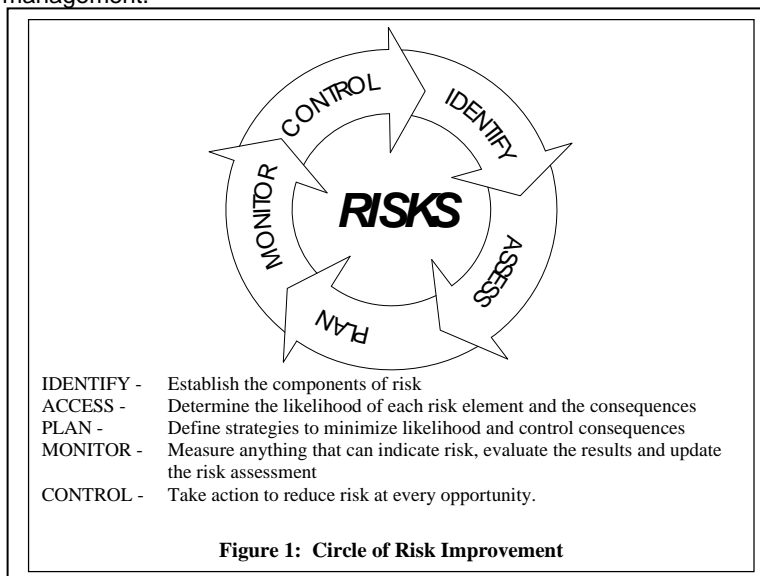 management.
CONTROL
IDENTIFY
MONITOR
RISKS
ASSESS
PLAN
IDENTIFY - Establish the components of risk
ACCESS - Determine the likelihood of each risk element and the consequences
PLAN - Define strategies to minimize likelihood and control consequences
MONITOR - Measure anything that can indicate risk, evaluate the results and update
the risk assessment
CONTROL - Take action to reduce risk at every opportunity.
Figure 1: Circle of Risk Improvement